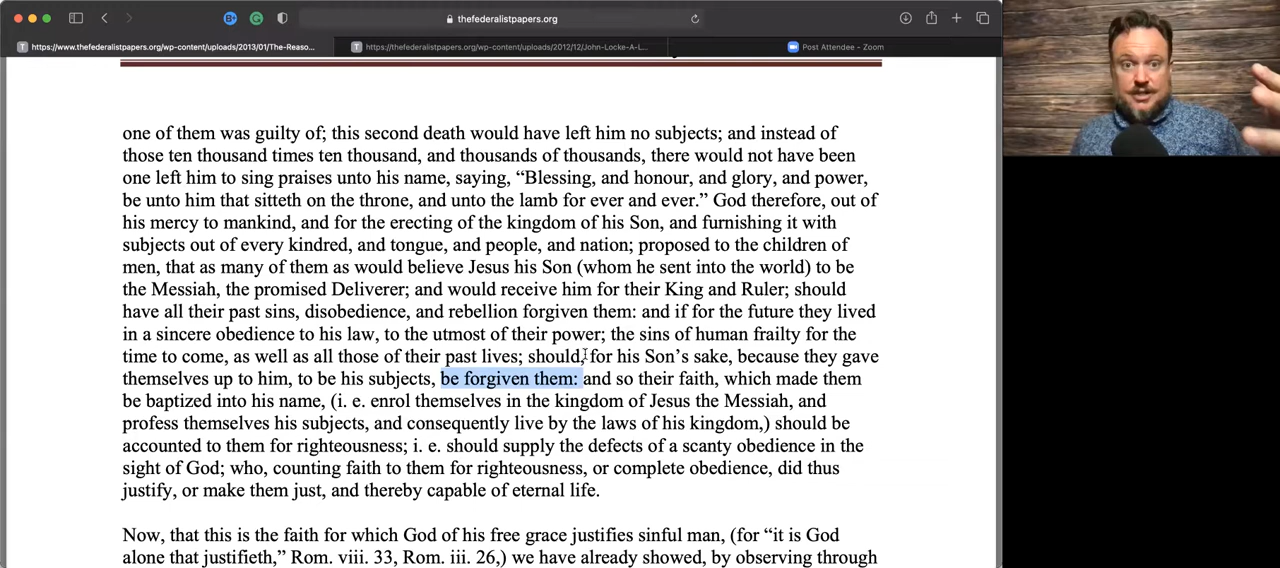 thefederalistpapers.org
https://www.thefederalistpapers.org/wp-content/uploads/2013/01/The-Reaso...
https://thefederalistpapers.org/wp-content/uploads/2012/12/John-Locke-A-L...
Post Attendee - Zoom
one of them was guilty of; this second death would have left him no subjects; and instead of
those ten thousand times ten thousand, and thousands of thousands, there would not have been
one left him to sing praises unto his name, saying, “Blessing, and honour, and glory, and power,
be unto him that sitteth on the throne, and unto the lamb for ever and ever.” God therefore, out of
his mercy to mankind, and for the erecting of the kingdom of his Son, and furnishing it with
subjects out of every kindred, and tongue, and people, and nation; proposed to the children of
men, that as many of them as would believe Jesus his Son (whom he sent into the world) to be
the Messiah, the promised Deliverer; and would receive him for their King and Ruler; should
have all their past sins, disobedience, and rebellion forgiven them: and if for the future they lived
in a sincere obedience to his law, to the utmost of their power; the sins of human frailty for the
time to come, as well as all those of their past lives; should, for his Son’s sake, because they gave
themselves up to him, to be his subjects, be forgiven them: and so their faith, which made them
be baptized into his name, (i. e. enrol themselves in the kingdom of Jesus the Messiah, and
profess themselves his subjects, and consequently live by the laws of his kingdom,) should be
accounted to them for righteousness; i. e. should supply the defects of a scanty obedience in the
sight of God; who, counting faith to them for righteousness, or complete obedience, did thus
justify, or make them just, and thereby capable of eternal life.
Now, that this is the faith for which God of his free grace justifies sinful man, (for “it is God
alone that justifieth,” Rom. viii. 33, Rom. iii. 26,) we have already showed, by observing through